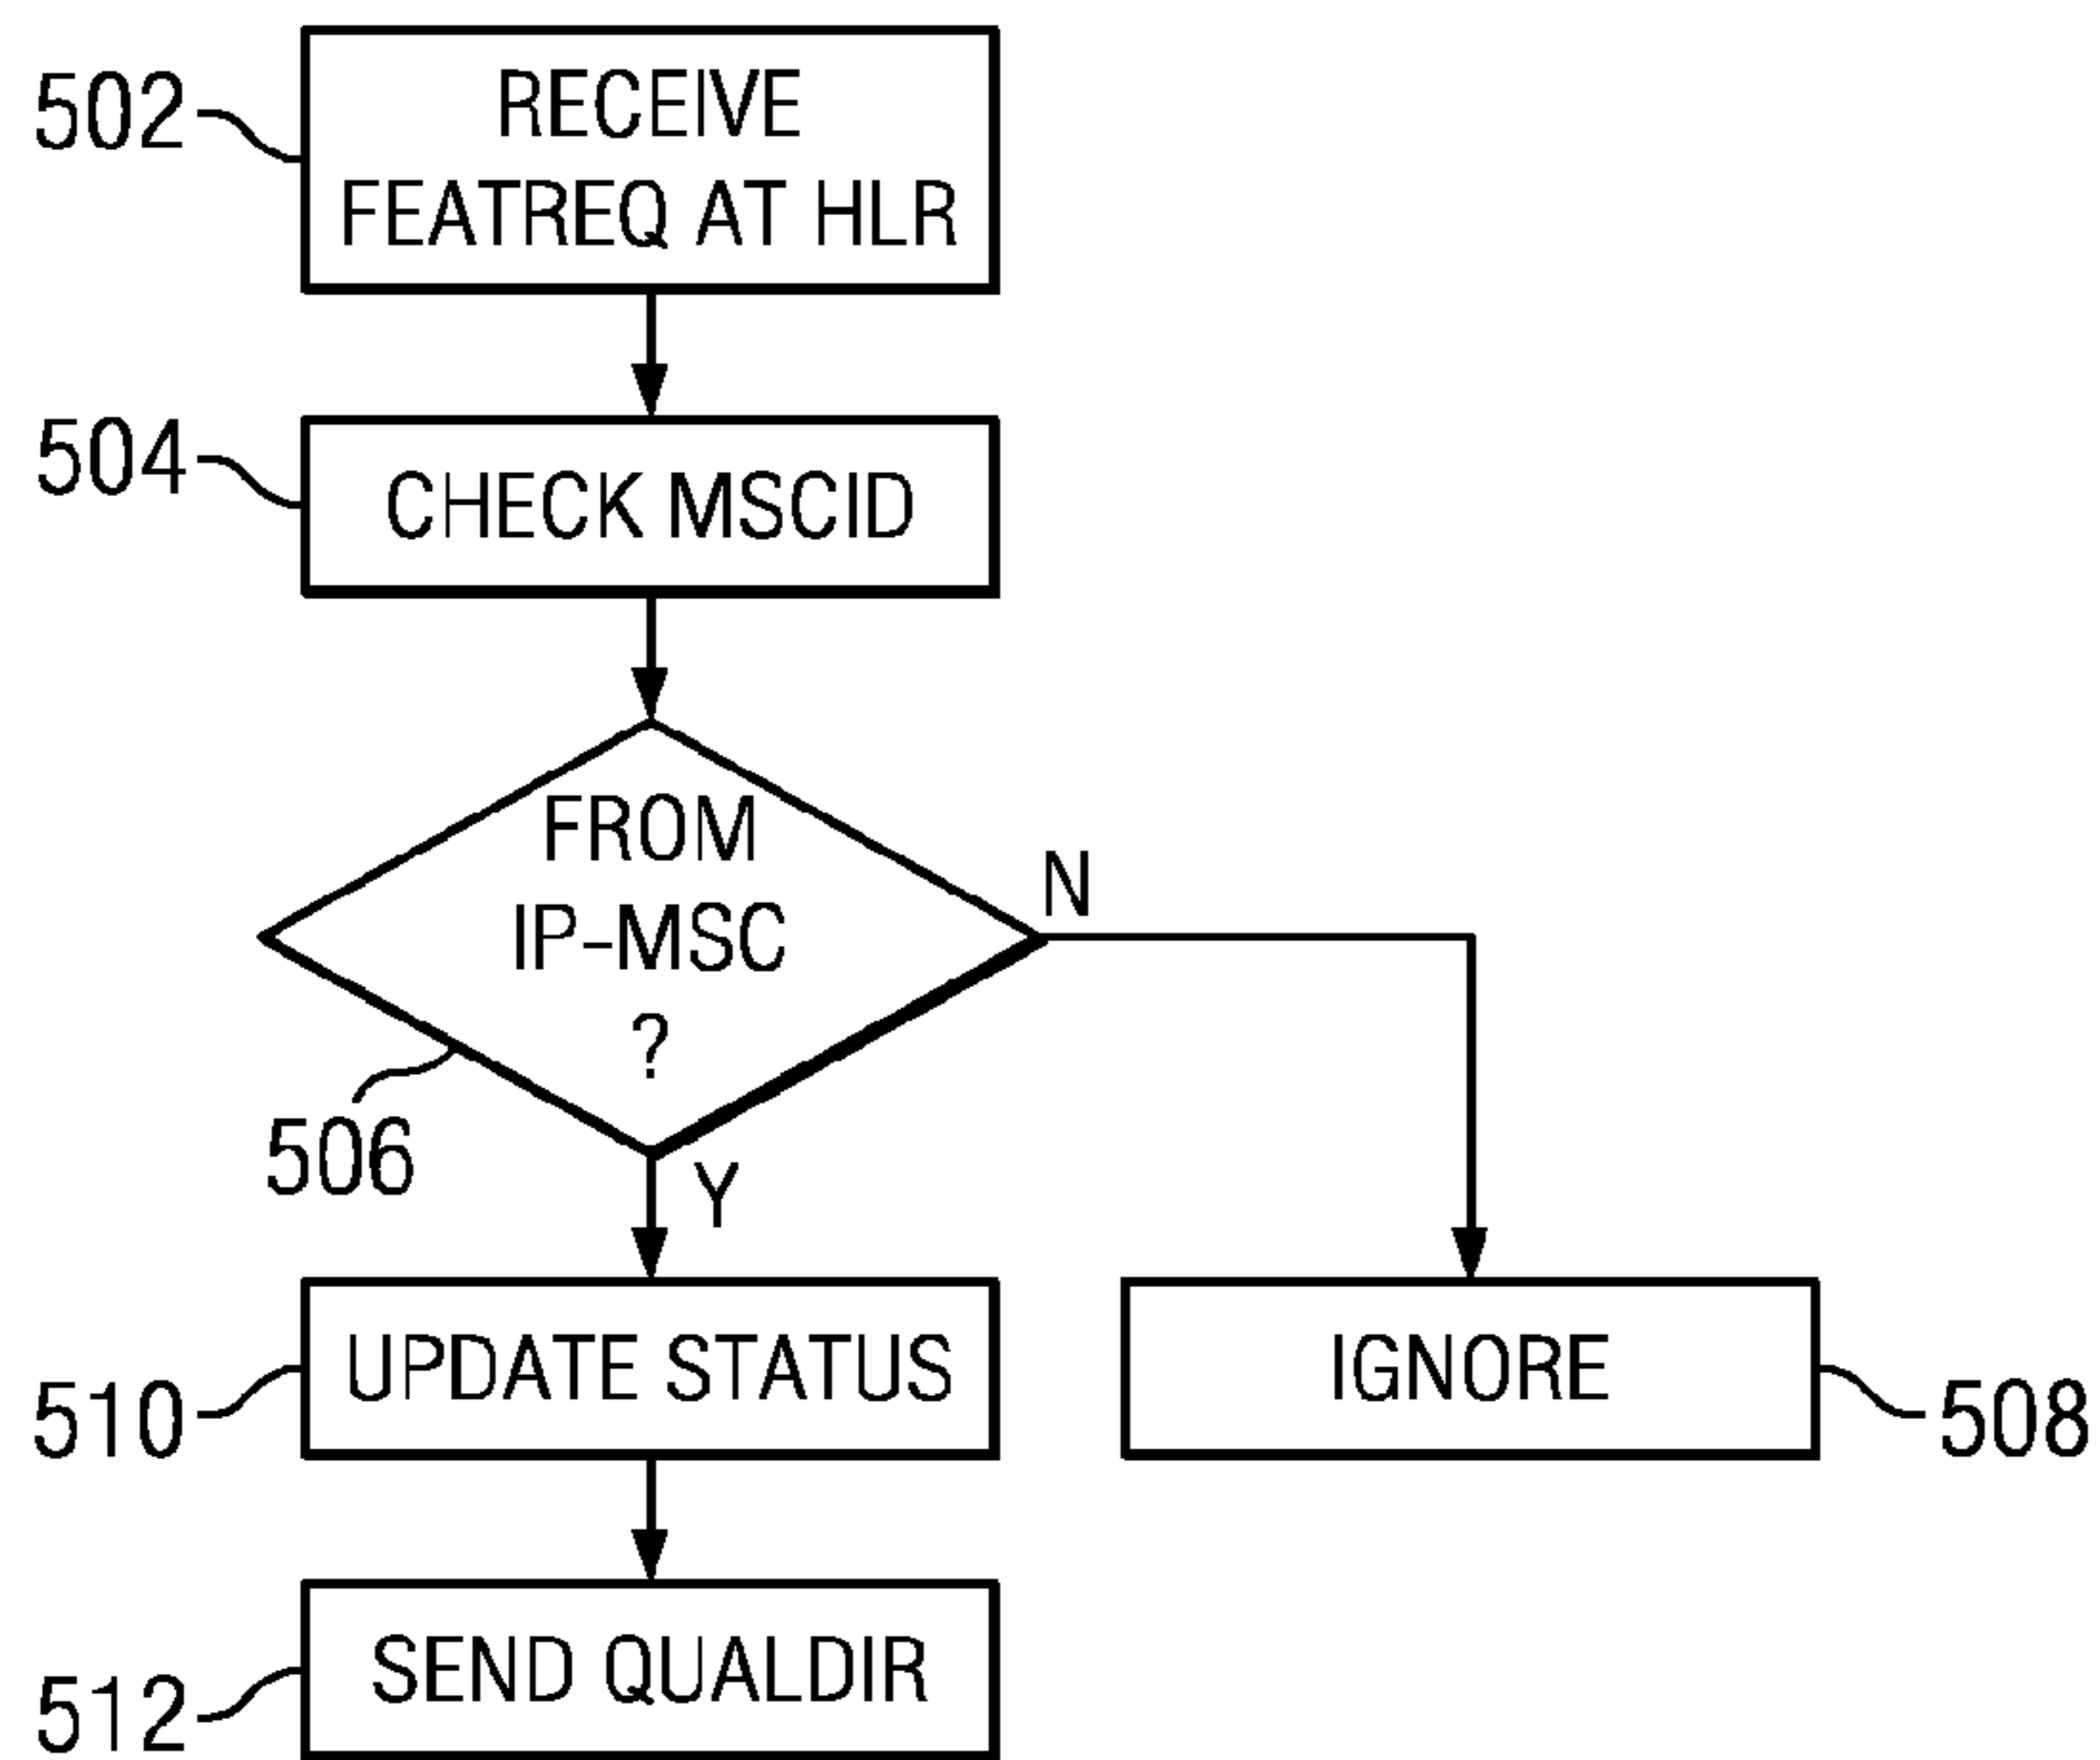 502
RECEIVE
FEATREQ AT HLR
504
CHECK MSCID
FROM
IP-MSC
?
N
506
Y
510
UPDATE STATUS
IGNORE
508
512
SEND QUALDIR